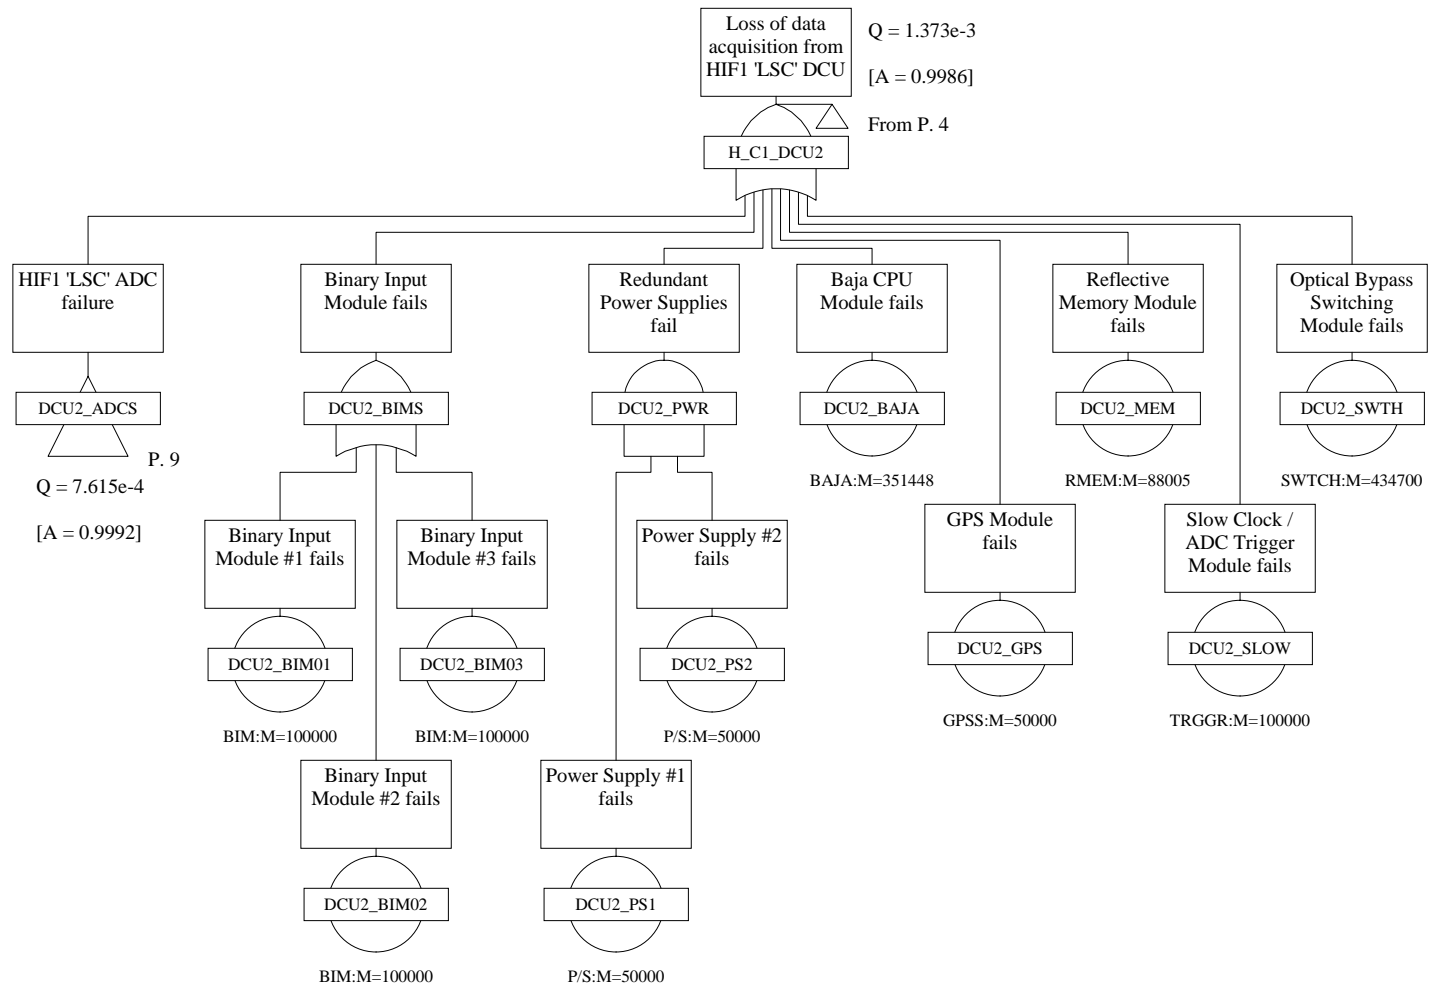 Loss of data
acquisition from
HIF1 'LSC' DCU
Q = 1.373e-3
[A = 0.9986]
From P. 4
H_C1_DCU2
HIF1 'LSC' ADC
failure
DCU2_ADCS
P. 9
Q = 7.615e-4
[A = 0.9992]
Binary Input
Module fails
DCU2_BIMS
Redundant
Power Supplies
fail
DCU2_PWR
Baja CPU
Module fails
DCU2_BAJA
BAJA:M=351448
Reflective
Memory Module
fails
DCU2_MEM
RMEM:M=88005
Optical Bypass
Switching
Module fails
DCU2_SWTH
SWTCH:M=434700
Binary Input
Module #1 fails
DCU2_BIM01
BIM:M=100000
Binary Input
Module #3 fails
DCU2_BIM03
BIM:M=100000
Power Supply #2
fails
DCU2_PS2
P/S:M=50000
GPS Module
fails
DCU2_GPS
GPSS:M=50000
Slow Clock /
ADC Trigger
Module fails
DCU2_SLOW
TRGGR:M=100000
Binary Input
Module #2 fails
DCU2_BIM02
BIM:M=100000
Power Supply #1
fails
DCU2_PS1
P/S:M=50000